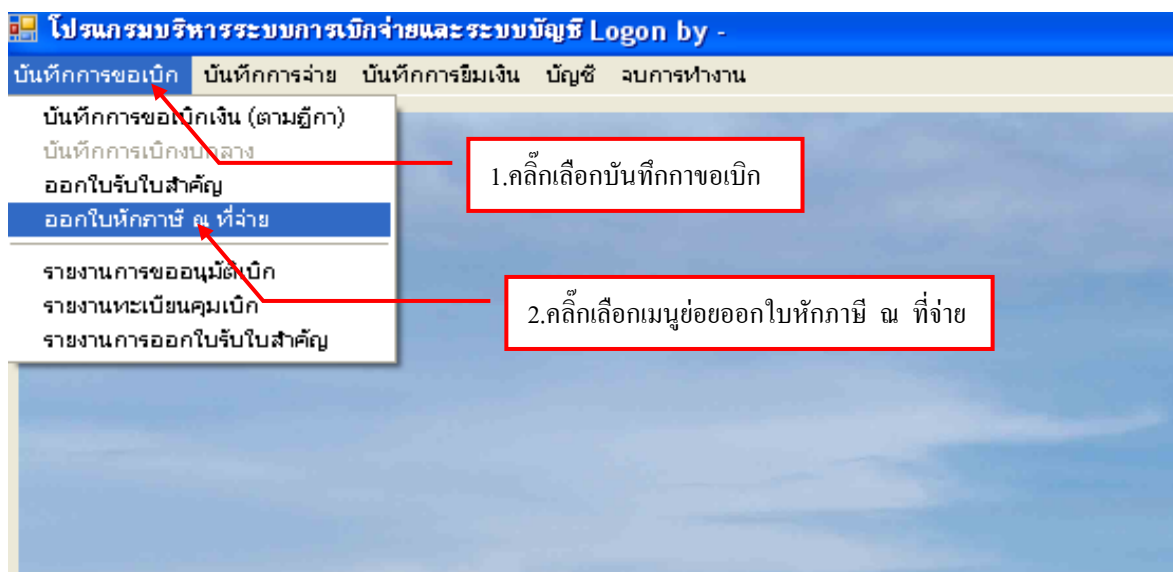 โปรแกรมบริหารระบบการเบิกจ่ายและระบบบัญชี Logon by -
บันทึกการขอเบิก บันทึกการจ่าย บันทึกการยืมเงิน บัญชี จบการทำงาน
บันทึกการขอเบิกเงิน (ตามฎีกา)
บันทึกการเบิกงบกลาง
ออกใบรับใบสำคัญ
ออกใบหักภาษี ณ ที่จ่าย
รายงานการขออนุมัติเบิก
รายงานทะเบียนคุมเบิก
รายงานการออกใบรับใบสำคัญ
1.คลิ๊กเลือกบันทึกกาขอเบิก
2.คลิ๊กเลือกเมนูย่อยออกใบหักภาษี ณ ที่จ่าย